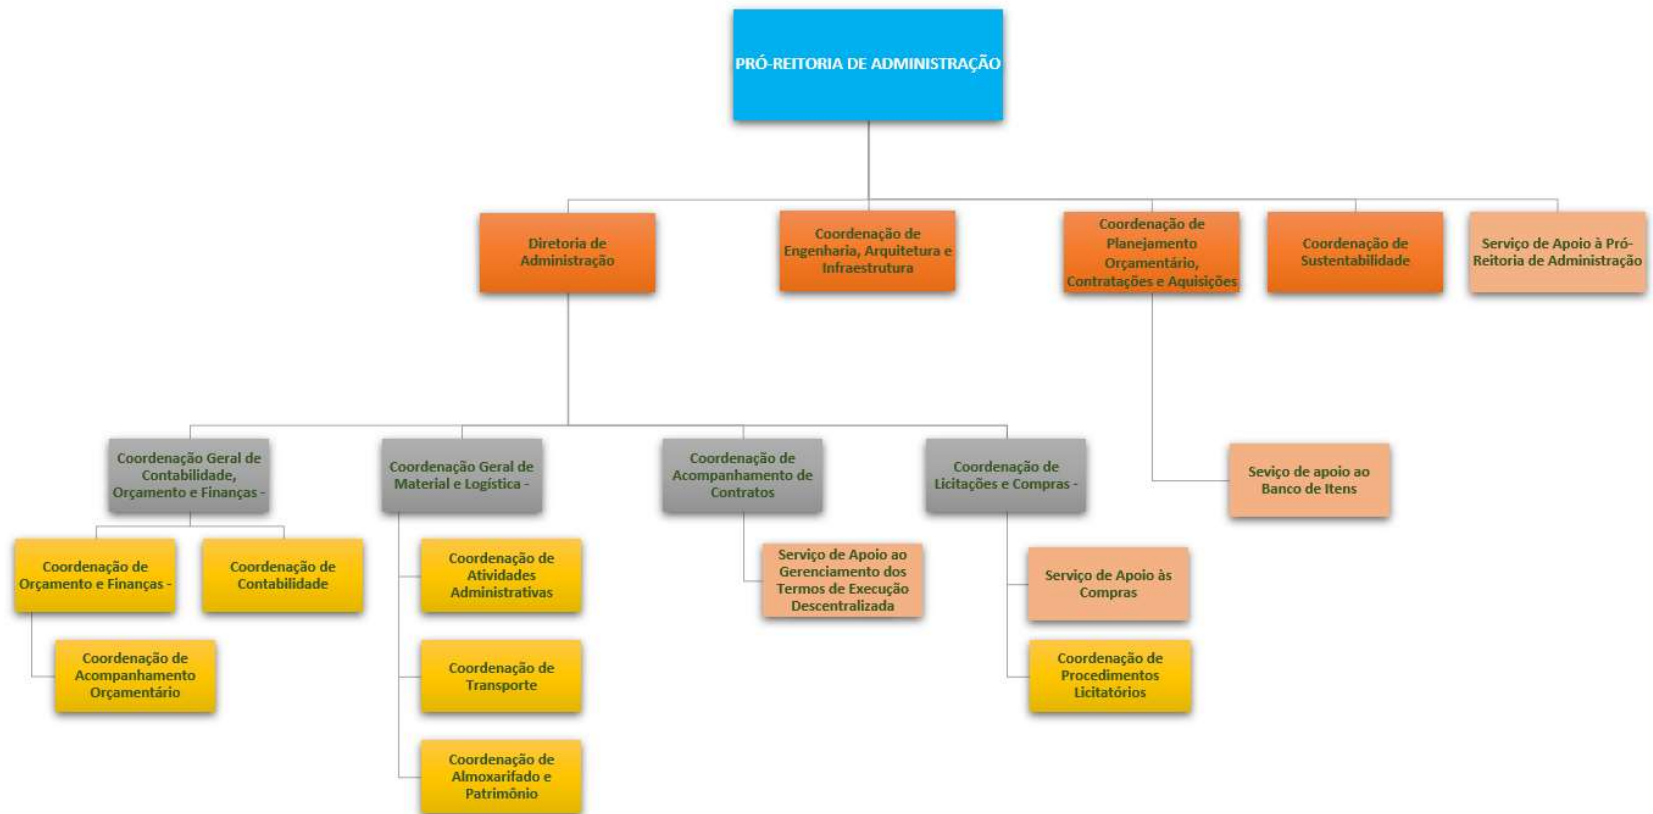 PRÓ-REITORIA DE ADMINISTRAÇÃO
Diretoria de
Administração
Coordenação de
Engenharia, Arquitetura e
Infraestrutura
Coordenação de
Planejamento
Orçamentário,
Contratações e Aquisições
Coordenação de
Sustentabilidade
Serviço de Apoio à Pró-
Reitoria de Administração
Coordenação Geral de
Contabilidade,
Orçamento e Finanças -
Coordenação Geral de
Material e Logística -
Coordenação de
Acompanhamento de
Contratos
Coordenação de
Licitações e Compras -
Seviço de apoio ao
Banco de Itens
Coordenação de
Orçamento e Finanças -
Coordenação de
Contabilidade
Coordenação de
Atividades
Administrativas
Serviço de Apoio ao
Gerenciamento dos
Termos de Execução
Descentralizada
Serviço de Apoio às
Compras
Coordenação de
Acompanhamento
Orçamentário
Coordenação de
Transporte
Coordenação de
Procedimentos
Licitatórios
Coordenação de
Almoxarifado e
Patrimônio